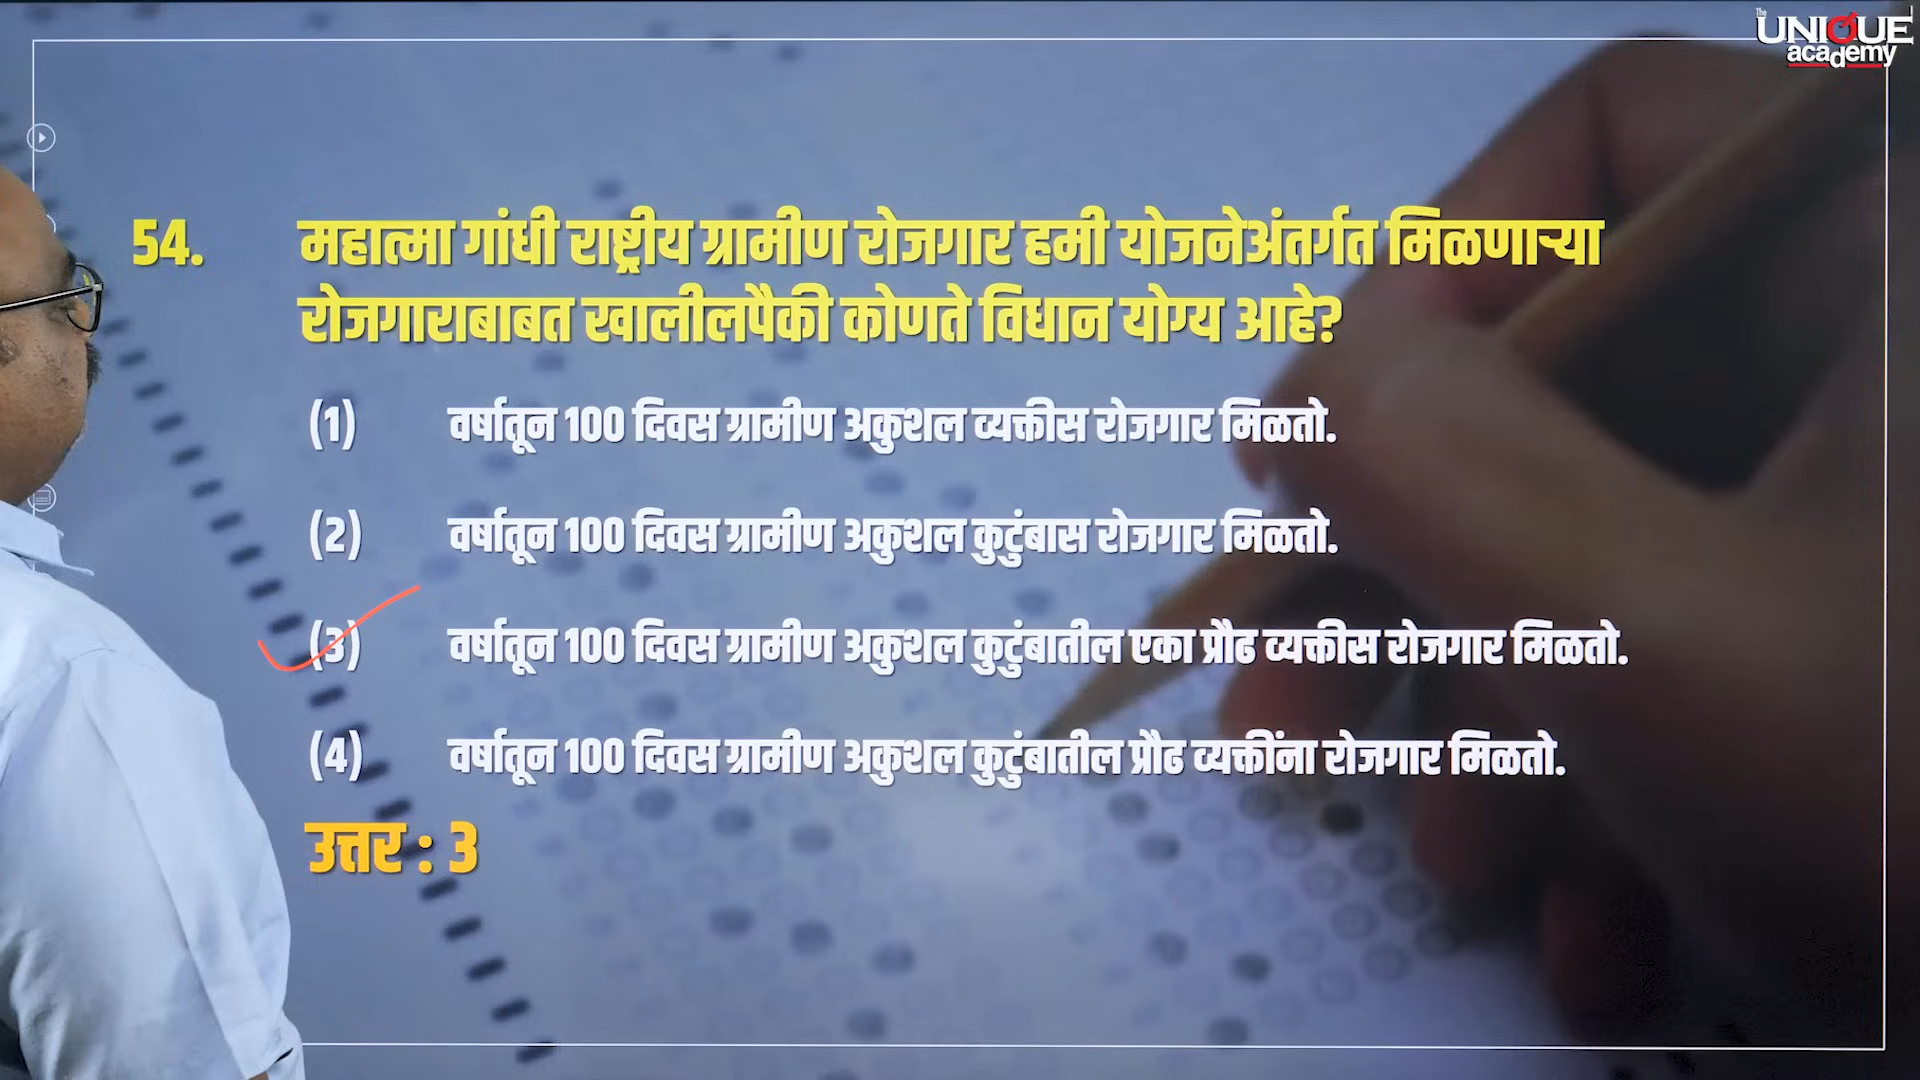 The UNIQUE academy
54. महात्मा गांधी राष्ट्रीय ग्रामीण रोजगार हमी योजनेअंतर्गत मिळणाऱ्या
रोजगाराबाबत खालीलपैकी कोणते विधान योग्य आहे?
(1) वर्षातून 100 दिवस ग्रामीण अकुशल व्यक्तीस रोजगार मिळतो.
(2) वर्षातून 100 दिवस ग्रामीण अकुशल कुटुंबास रोजगार मिळतो.
(3) वर्षातून 100 दिवस ग्रामीण अकुशल कुटुंबातील एका प्रौढ व्यक्तीस रोजगार मिळतो.
(4) वर्षातून 100 दिवस ग्रामीण अकुशल कुटुंबातील प्रौढ व्यक्तींना रोजगार मिळतो.
उत्तर : 3